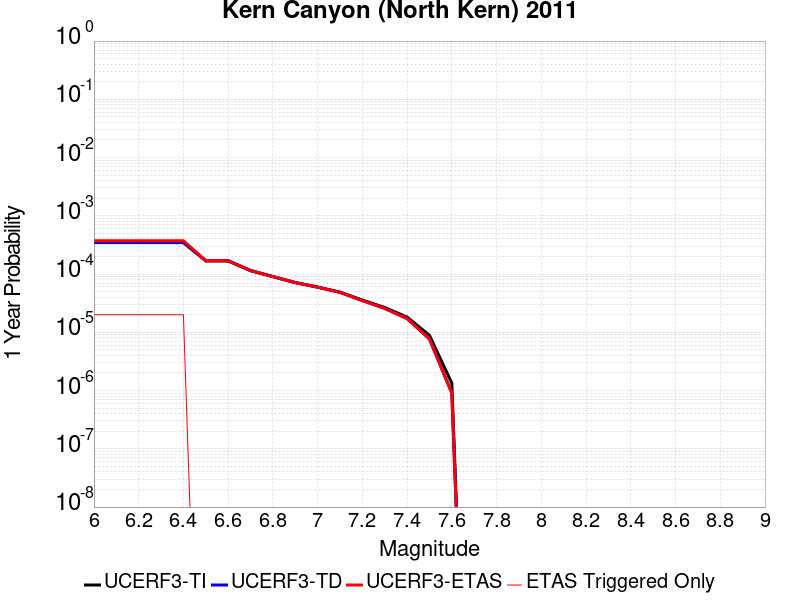 Kern Canyon (North Kern) 2011
10^0
10^-1
10^-2
10^-3
10^-4
10^-5
10^-6
10^-7
10^-8
1 Year Probability
6 6.2 6.4 6.6 6.8 7 7.2 7.4 7.6 7.8 8 8.2 8.4 8.6 8.8 9
Magnitude
UCERF3-TI UCERF3-TD UCERF3-ETAS ETAS Triggered Only